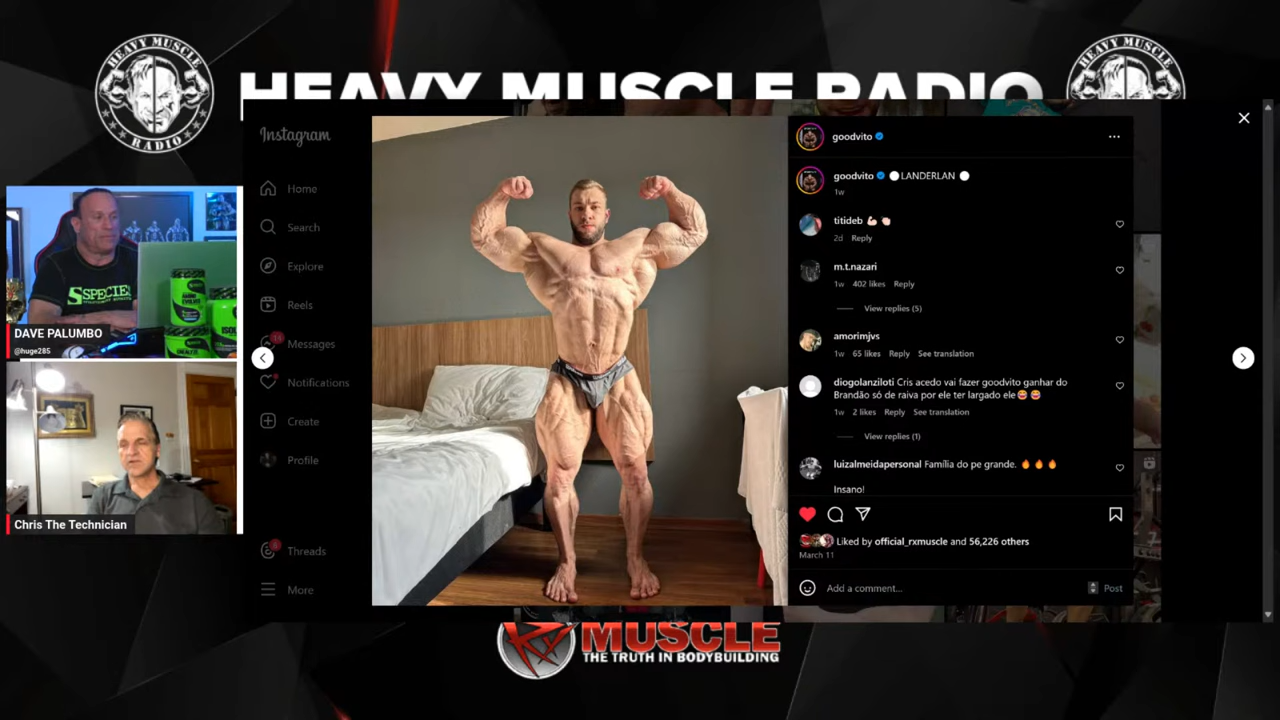 HEAVY MUSCLE RADIO
HEAVY MUSCLE
RADIO
HEAVY MUSCLE
Instagram
Home
Search
Explore
Reels
Messages
Notifications
Create
Profile
Threads
More
SPECIES
DAVE PALUMBO
@huge285
Chris The Technician
goodvito
goodvito LANDERLAN
1w
titideb 💪🏻 👏🏻
2d Reply
m.t.nazari
1w 402 likes Reply
View replies (5)
amorimjvs
1w 65 likes Reply See translation
diogolanziloti Cris acedo vai fazer goodvito ganhar do
Brandão só de raiva por ele ter largado ele😂 😂
1w 2 likes Reply See translation
View replies (1)
luizalmeidapersonal Família do pe grande. 🔥 🔥 🔥
Insano!
Liked by official_rxmuscle and 56,226 others
March 11
Add a comment...
Post
RX MUSCLE
THE TRUTH IN BODYBUILDING